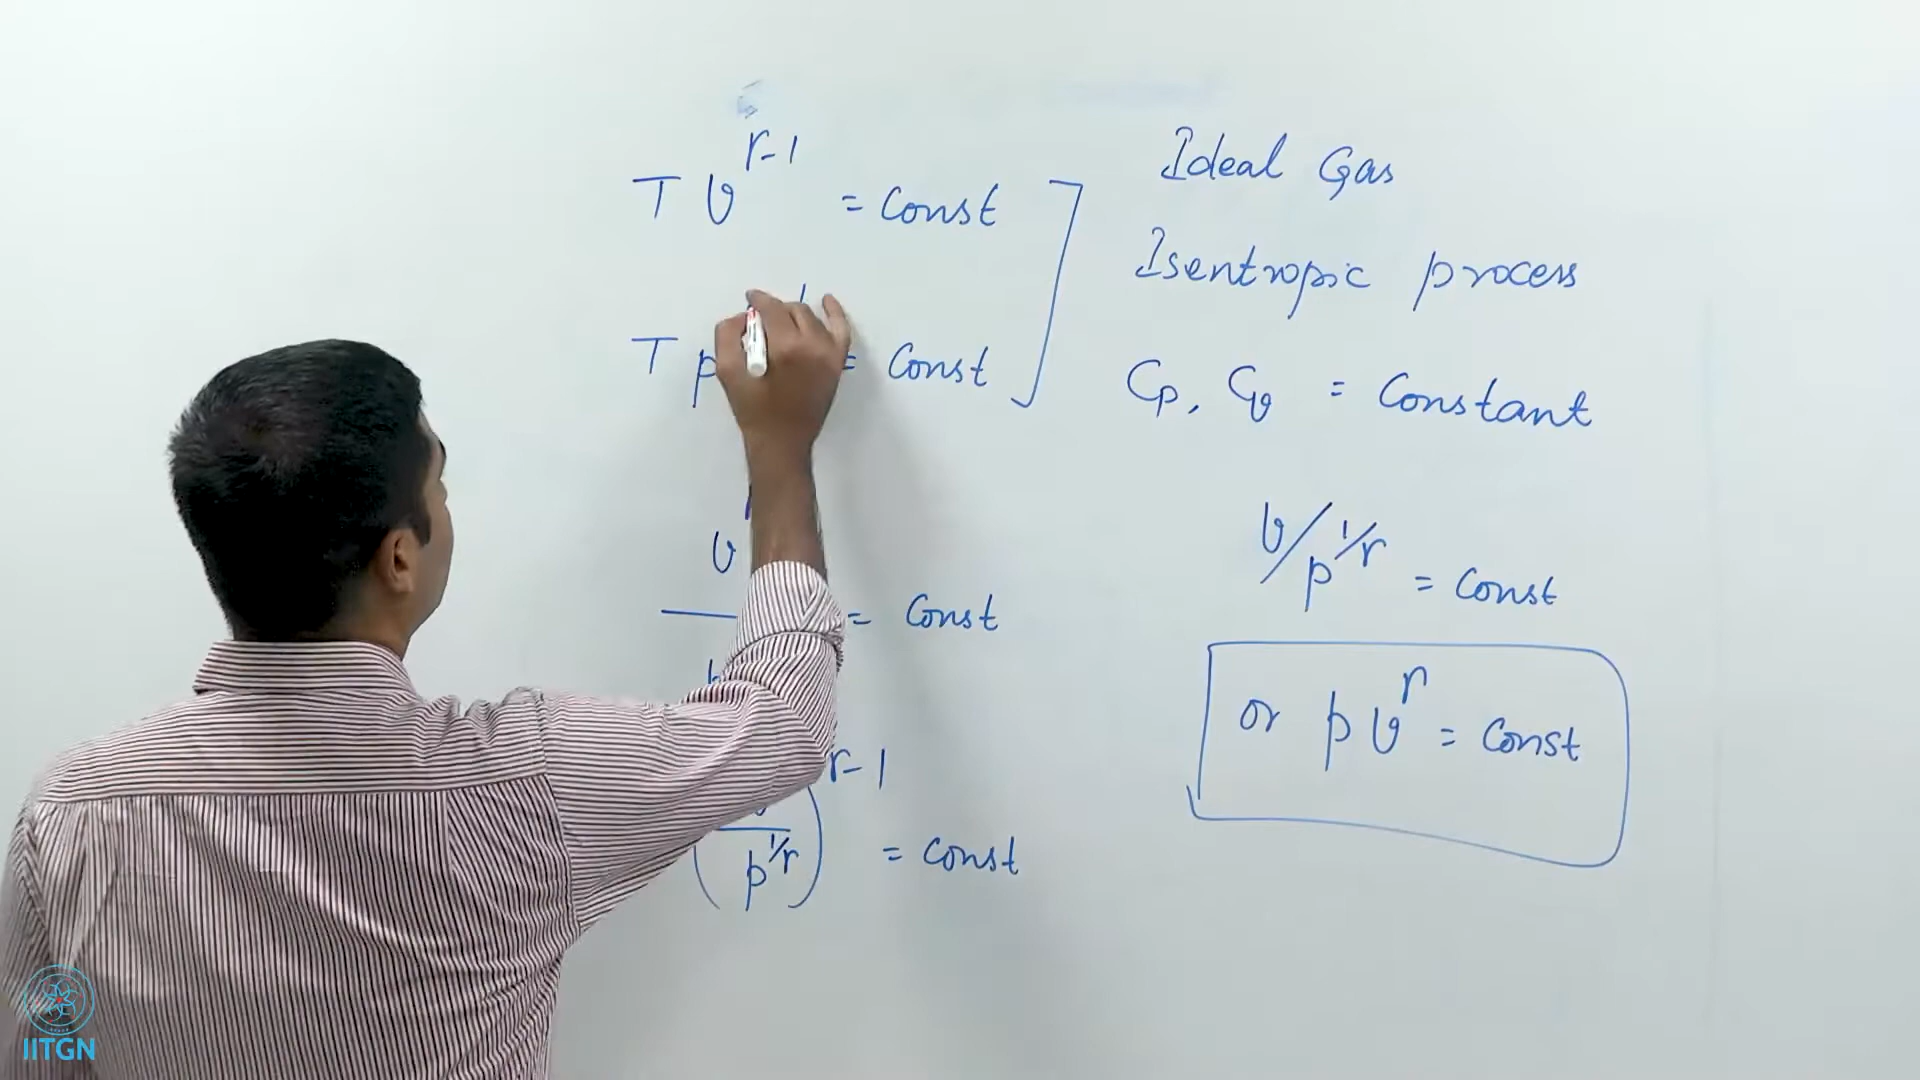 T v^(r-1) = Const
T p = Const
v = Const
(p^(1/r))^(r-1) = Const
Ideal Gas
Isentropic process
Cp, Cv = Constant
v/p^(1/r) = Const
or p v^r = Const
IITGN